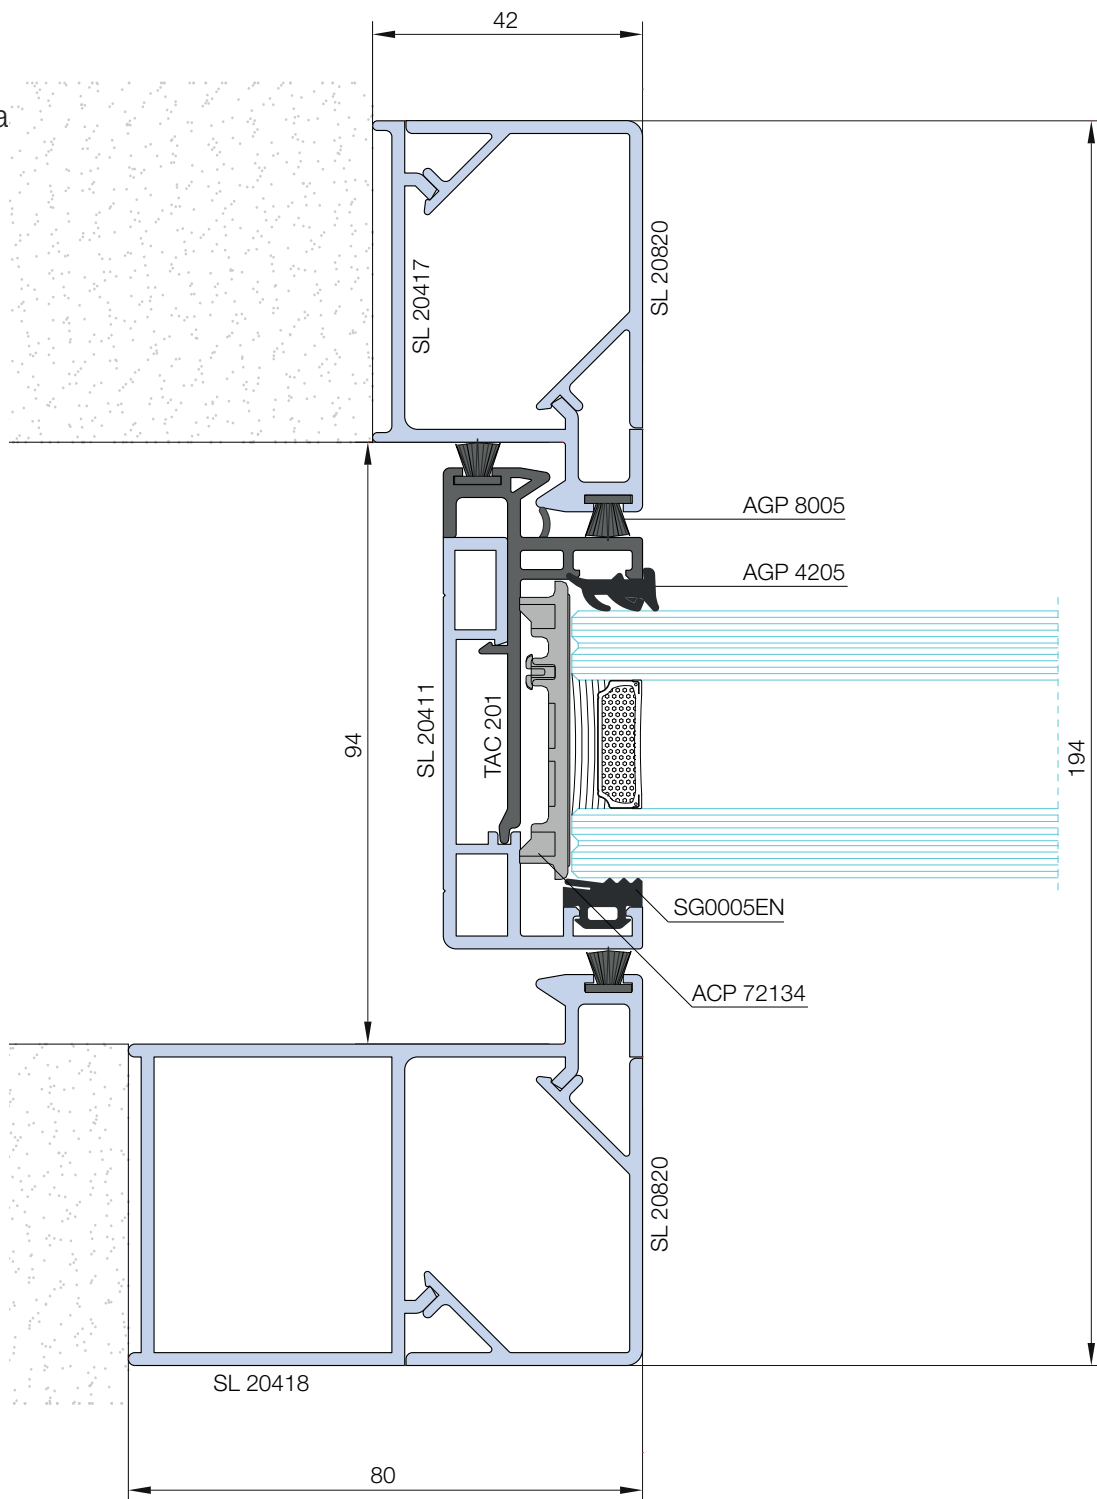 42
a
SL 20417
SL 20820
AGP 8005
AGP 4205
SL 20411
TAC 201
94
194
SG0005EN
ACP 72134
SL 20820
SL 20418
80